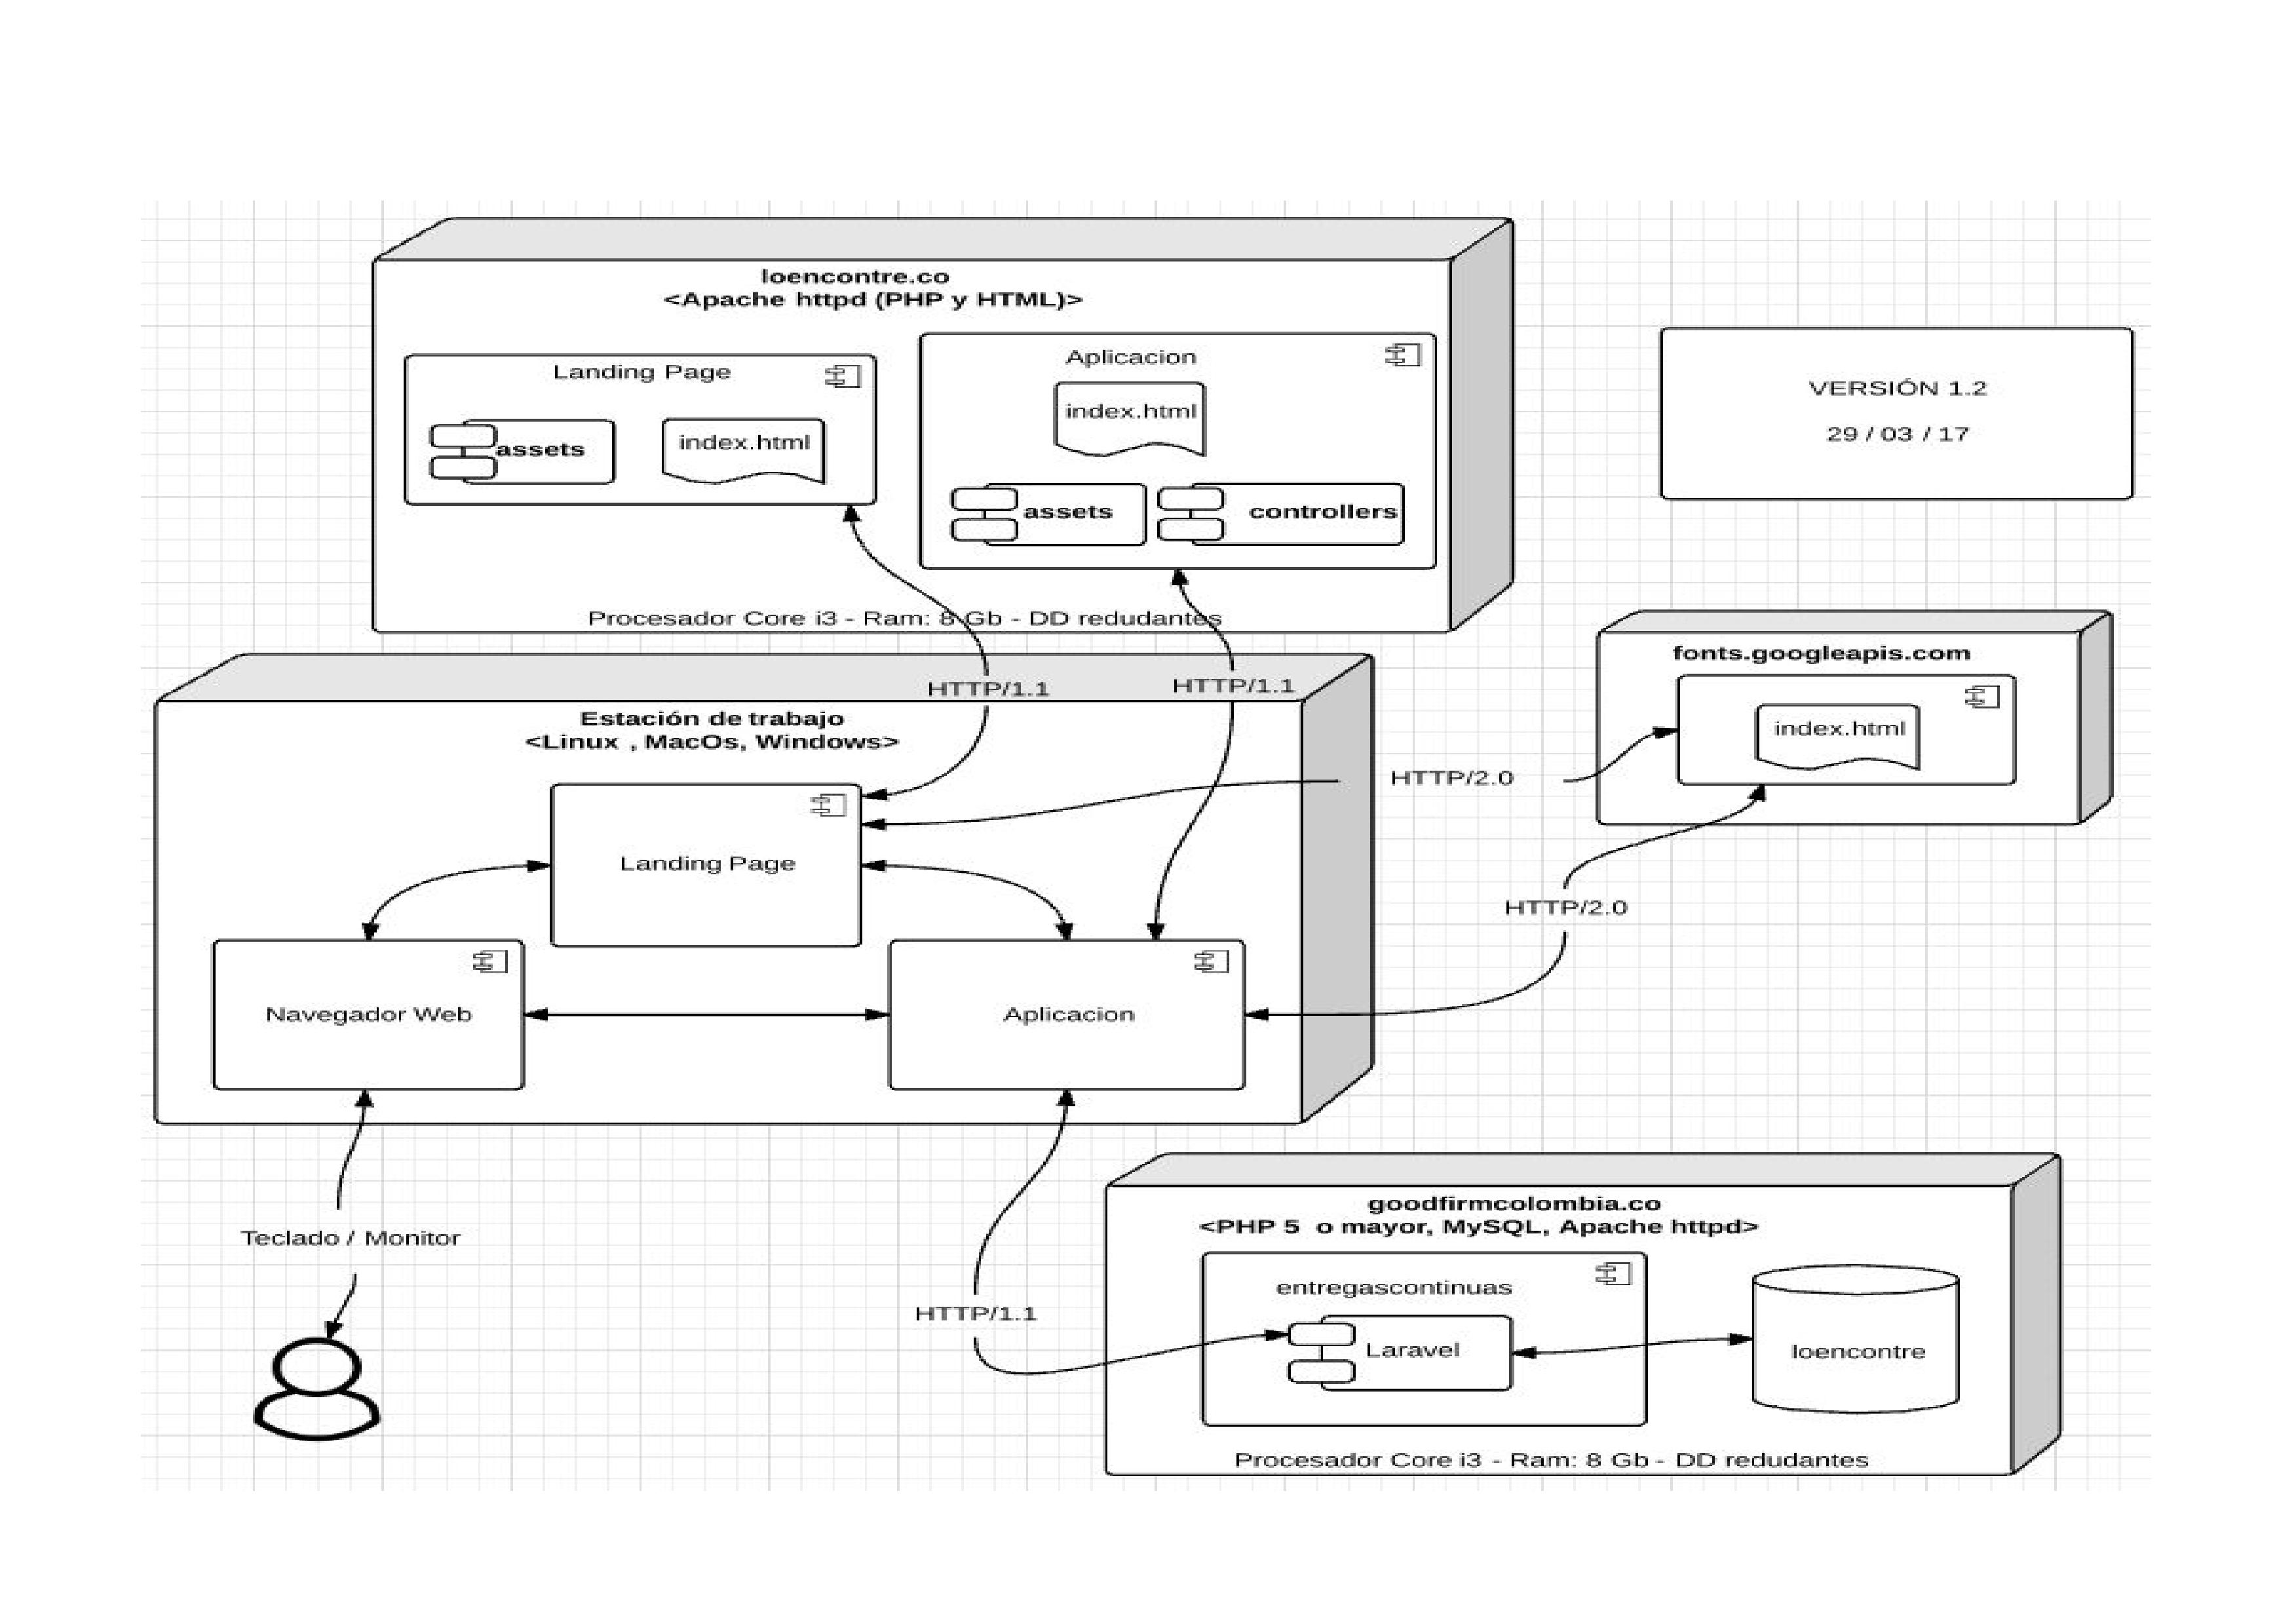 loencontre.co
<Apache httpd (PHP y HTML)>
Landing Page
assets
index.html
Aplicacion
index.html
assets
controllers
Procesador Core i3 - Ram: 8 Gb - DD redudantes
VERSIÓN 1.2
29 / 03 / 17
fonts.googleapis.com
index.html
HTTP/1.1
HTTP/1.1
Estación de trabajo
<Linux , MacOs, Windows>
HTTP/2.0
Landing Page
HTTP/2.0
Navegador Web
Aplicacion
Teclado / Monitor
HTTP/1.1
goodfirmcolombia.co
<PHP 5 o mayor, MySQL, Apache httpd>
entregascontinuas
Laravel
loencontre
Procesador Core i3 - Ram: 8 Gb - DD redudantes